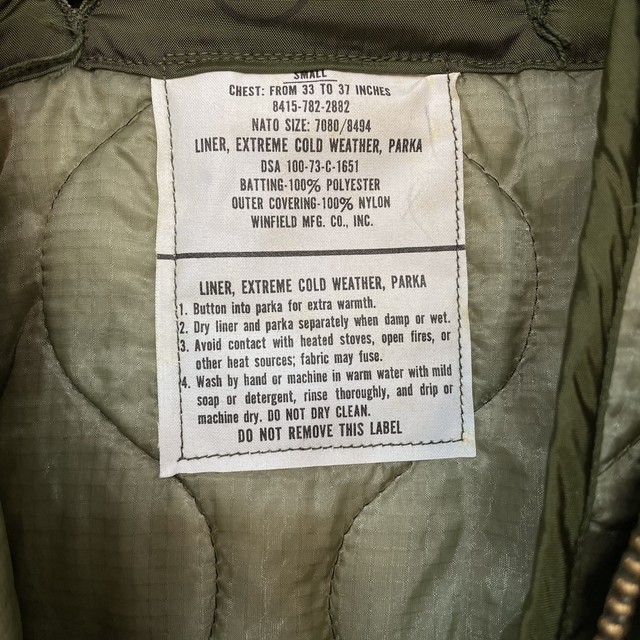 SMALL
CHEST: FROM 33 TO 37 INCHES
8415-782-2882
NATO SIZE: 7080/8494
LINER, EXTREME COLD WEATHER, PARKA
DSA 100-73-C-1651
BATTING-100% POLYESTER
OUTER COVERING-100% NYLON
WINFIELD MFG. CO., INC.
LINER, EXTREME COLD WEATHER, PARKA
1. Button into parka for extra warmth.
2. Dry liner and parka separately when damp or wet.
3. Avoid contact with heated stoves, open fires, or
other heat sources; fabric may fuse.
4. Wash by hand or machine in warm water with mild
soap or detergent, rinse thoroughly, and drip or
machine dry. DO NOT DRY CLEAN.
DO NOT REMOVE THIS LABEL